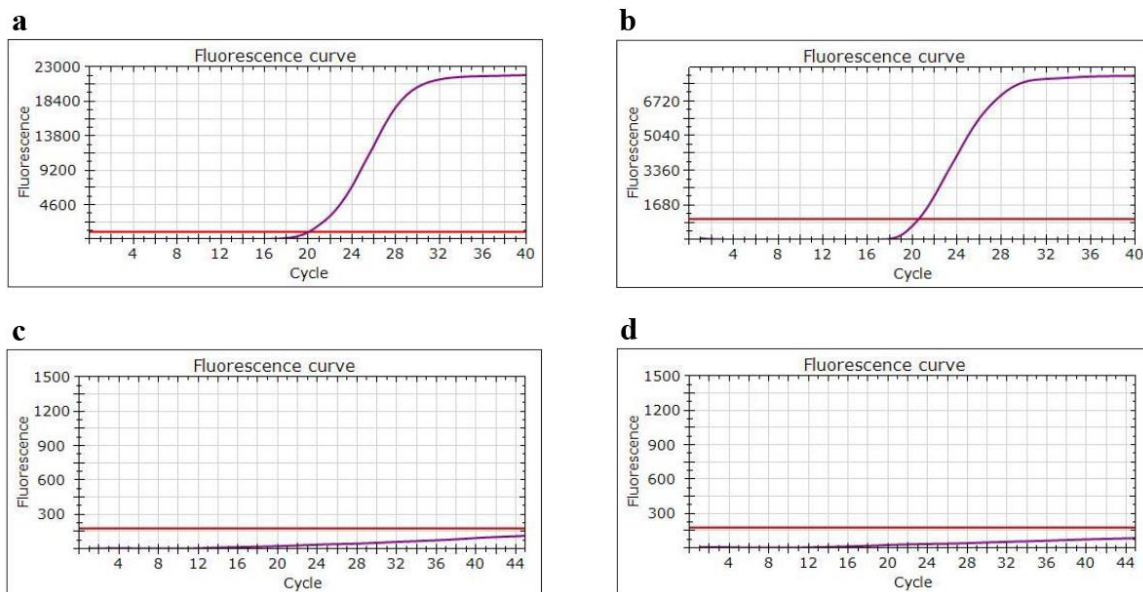 a
Fluorescence curve
23000
18400
13800
9200
4600
Fluorescence
4 8 12 16 20 24 28 32 36 40
Cycle
b
Fluorescence curve
6720
5040
3360
1680
Fluorescence
4 8 12 16 20 24 28 32 36 40
Cycle
c
Fluorescence curve
1500
1200
900
600
300
Fluorescence
4 8 12 16 20 24 28 32 36 40 44
Cycle
d
Fluorescence curve
1500
1200
900
600
300
Fluorescence
4 8 12 16 20 24 28 32 36 40 44
Cycle